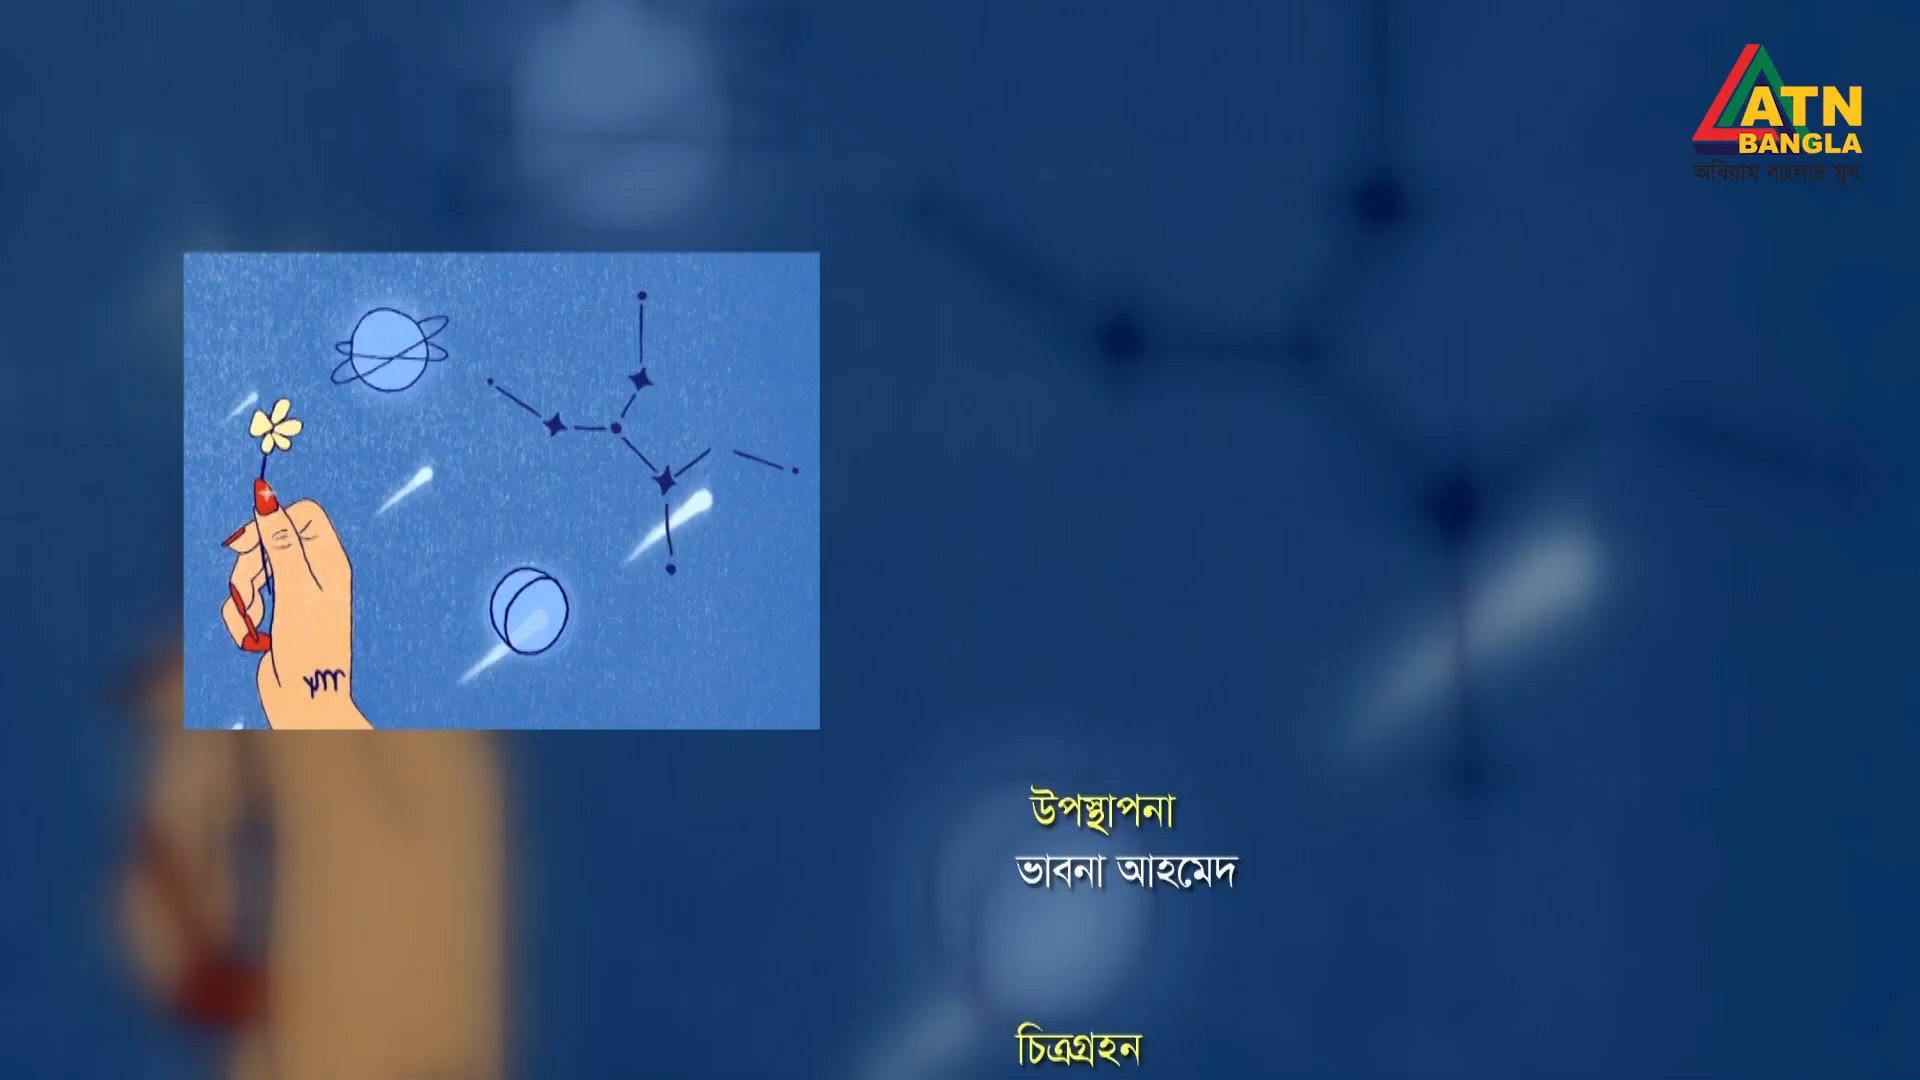 ATN
BANGLA
অবিরাম বাংলার মুখ
উপস্থাপনা
ভাবনা আহমেদ
চিত্রগ্রহন